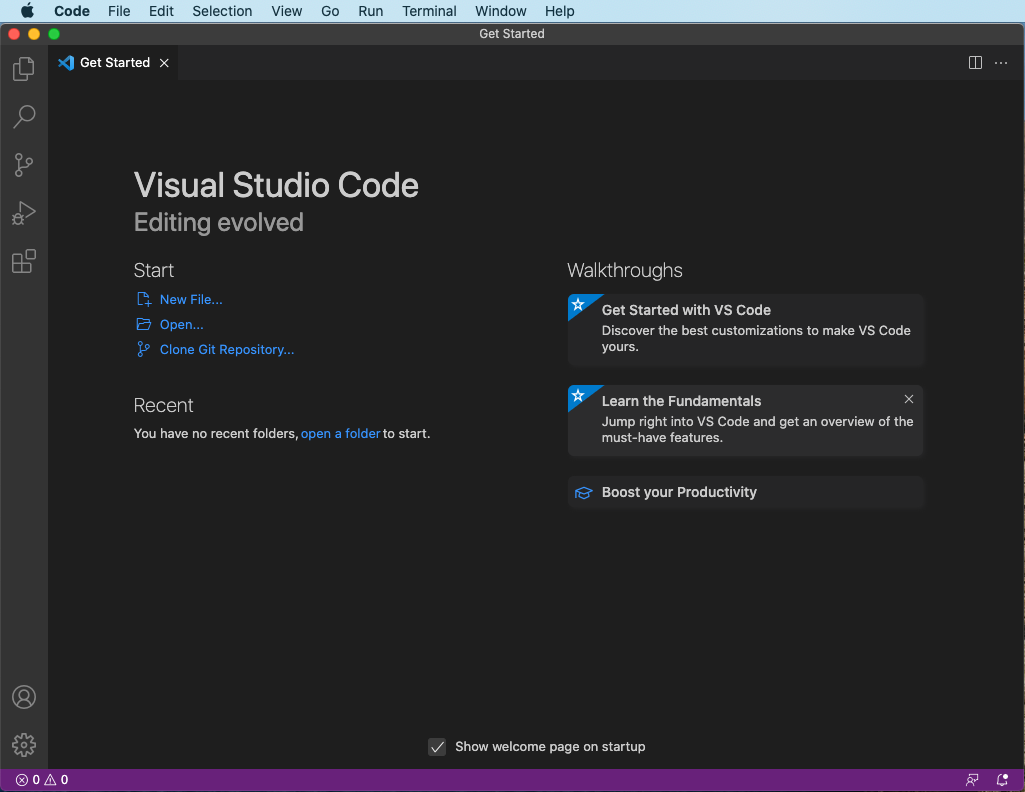 Code File Edit Selection View Go Run Terminal Window Help
Get Started
Get Started
Visual Studio Code
Editing evolved
Start
New File...
Open...
Clone Git Repository...
Recent
You have no recent folders, open a folder to start.
Walkthroughs
Get Started with VS Code
Discover the best customizations to make VS Code
yours.
Learn the Fundamentals
Jump right into VS Code and get an overview of the
must-have features.
Boost your Productivity
Show welcome page on startup
0 0